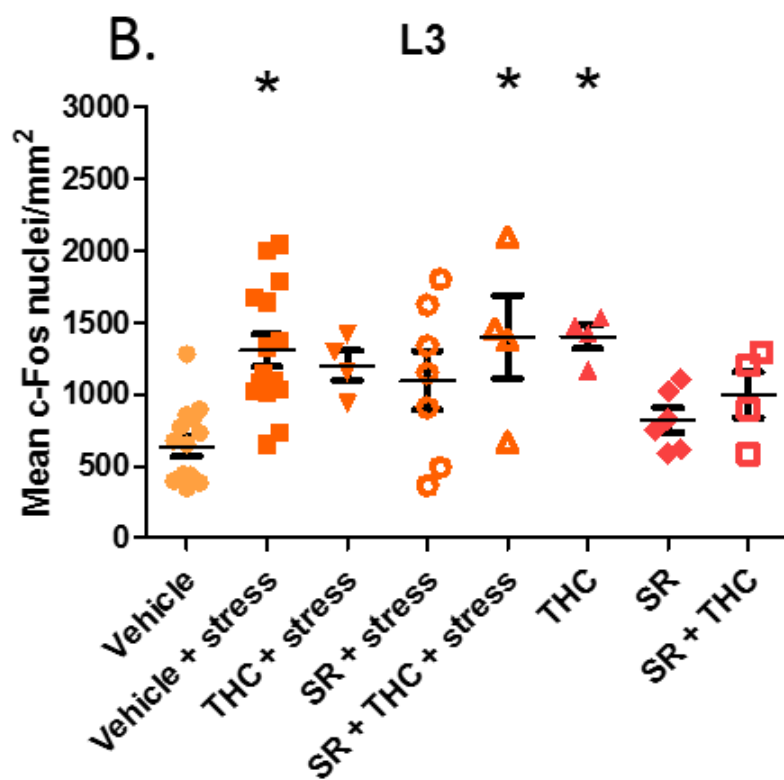 B.
L3
* * *
Mean c-Fos nuclei/mm²
3000
2500
2000
1500
1000
500
0
Vehicle
Vehicle + stress
THC + stress
SR + stress
SR + THC + stress
THC
SR
SR + THC